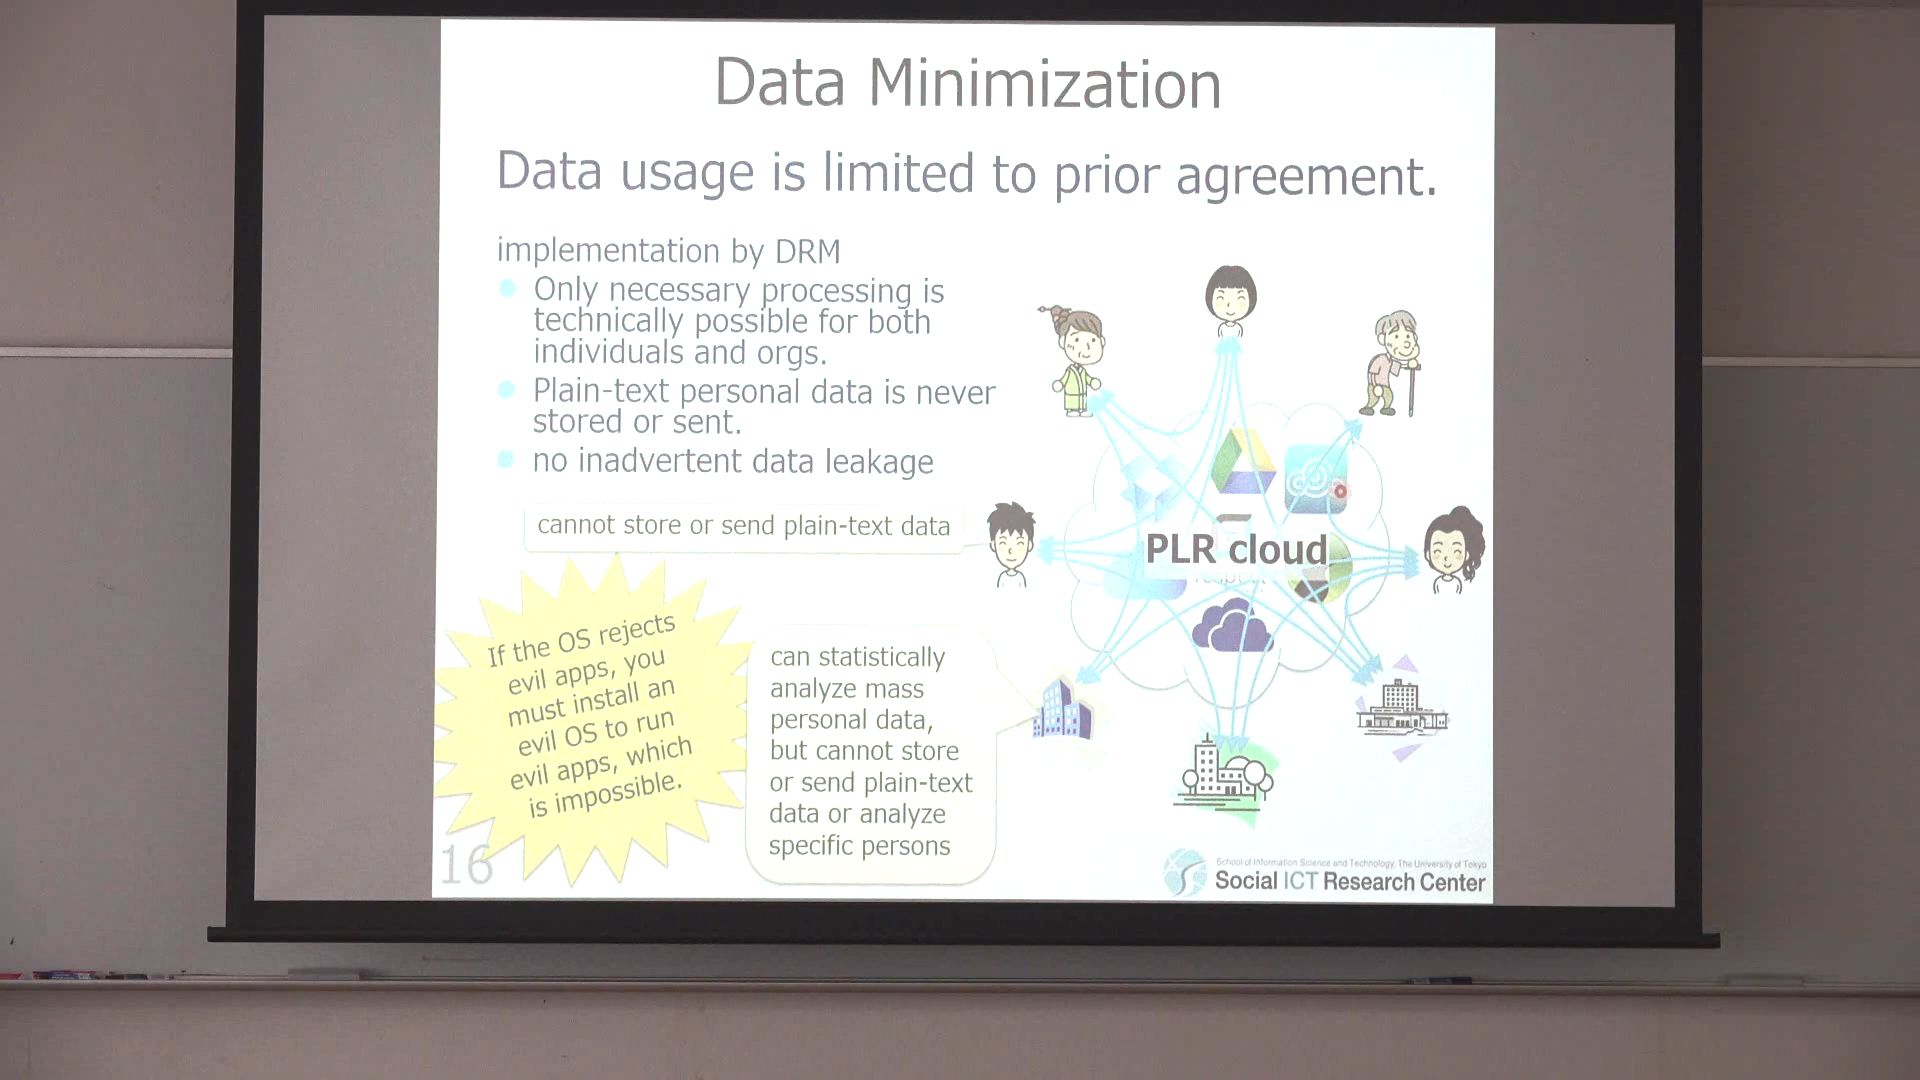 Data Minimization
Data usage is limited to prior agreement.
implementation by DRM
Only necessary processing is
technically possible for both
individuals and orgs.
Plain-text personal data is never
stored or sent.
no inadvertent data leakage
cannot store or send plain-text data
PLR cloud
If the OS rejects
evil apps, you
must install an
evil OS to run
evil apps, which
is impossible.
can statistically
analyze mass
personal data,
but cannot store
or send plain-text
data or analyze
specific persons
16
School of Information Science and Technology, The University of Tokyo
Social ICT Research Center